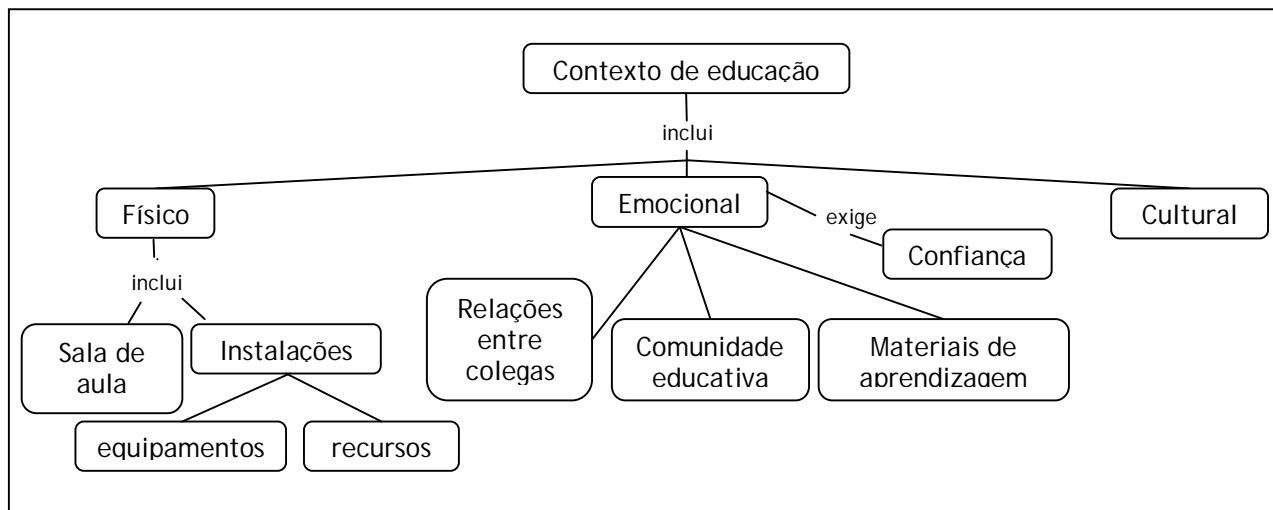 Contexto de educação
inclui
Físico
Emocional
Cultural
exige
Confiança
inclui
Relações
entre
colegas
Sala de
aula
Instalações
Comunidade
educativa
Materiais de
aprendizagem
equipamentos
recursos